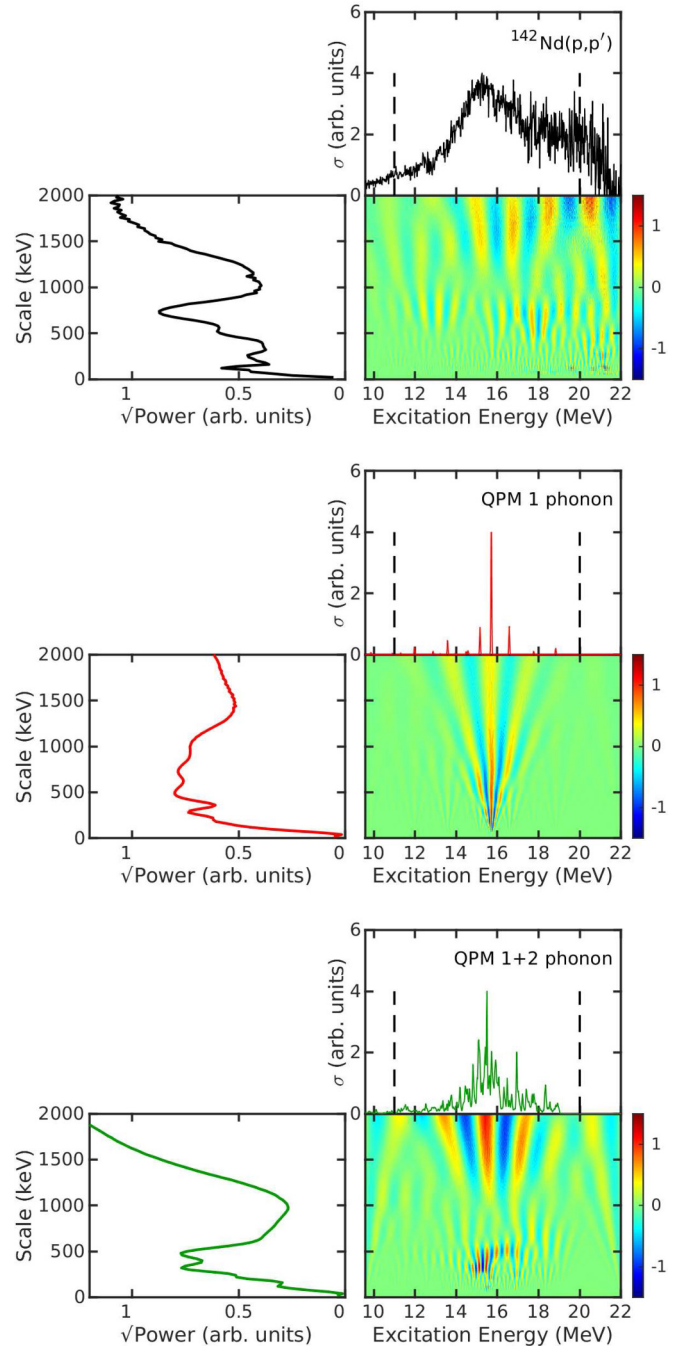 6
¹⁴²Nd(p,p′)
σ (arb. units)
4
2
0
2000
1500
1000
500
0
Scale (keV)
1
0
-1
1 0.5 0
√Power (arb. units)
10 12 14 16 18 20 22
Excitation Energy (MeV)
6
QPM 1 phonon
σ (arb. units)
4
2
0
2000
1500
1000
500
0
Scale (keV)
1
0
-1
1 0.5 0
√Power (arb. units)
10 12 14 16 18 20 22
Excitation Energy (MeV)
6
QPM 1+2 phonon
σ (arb. units)
4
2
0
2000
1500
1000
500
0
Scale (keV)
1
0
-1
1 0.5 0
√Power (arb. units)
10 12 14 16 18 20 22
Excitation Energy (MeV)